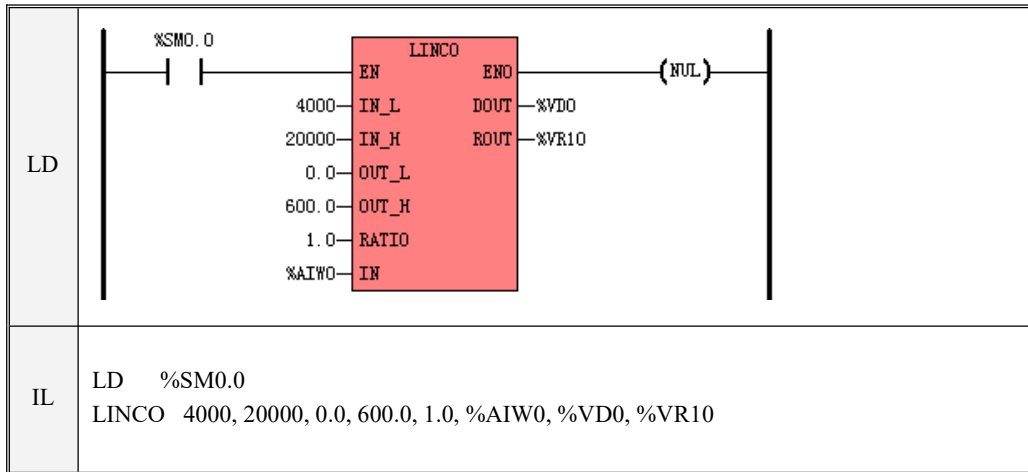 %SM0.0
LINCO
EN ENO
(NUL)
4000 IN_L DOUT %VD0
20000 IN_H ROUT %VR10
0.0 OUT_L
600.0 OUT_H
1.0 RATIO
%AIW0 IN
LD
IL
LD %SM0.0
LINCO 4000, 20000, 0.0, 600.0, 1.0, %AIW0, %VD0, %VR10